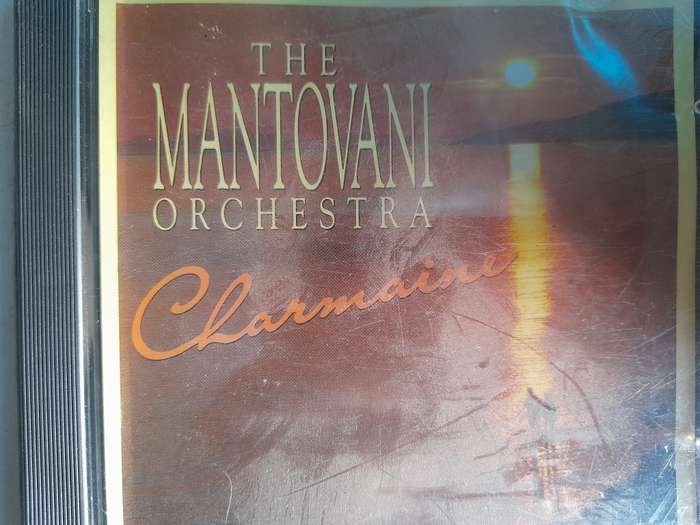 THE
MANTOVANI
ORCHESTRA
Charmaine